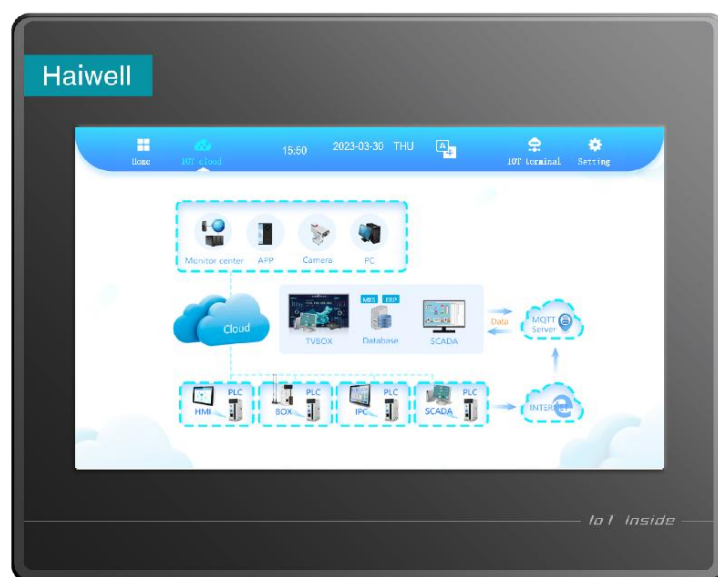 Haiwell
Home IOT cloud 15:50 2023-03-30 THU A IOT terminal Setting
Monitor center APP Camera PC
Cloud
MES ERP
TVBOX Database SCADA
Data
MQTT
Server
PLC PLC PLC PLC
HMI BOX IPC SCADA
INTERNET
IoT Inside